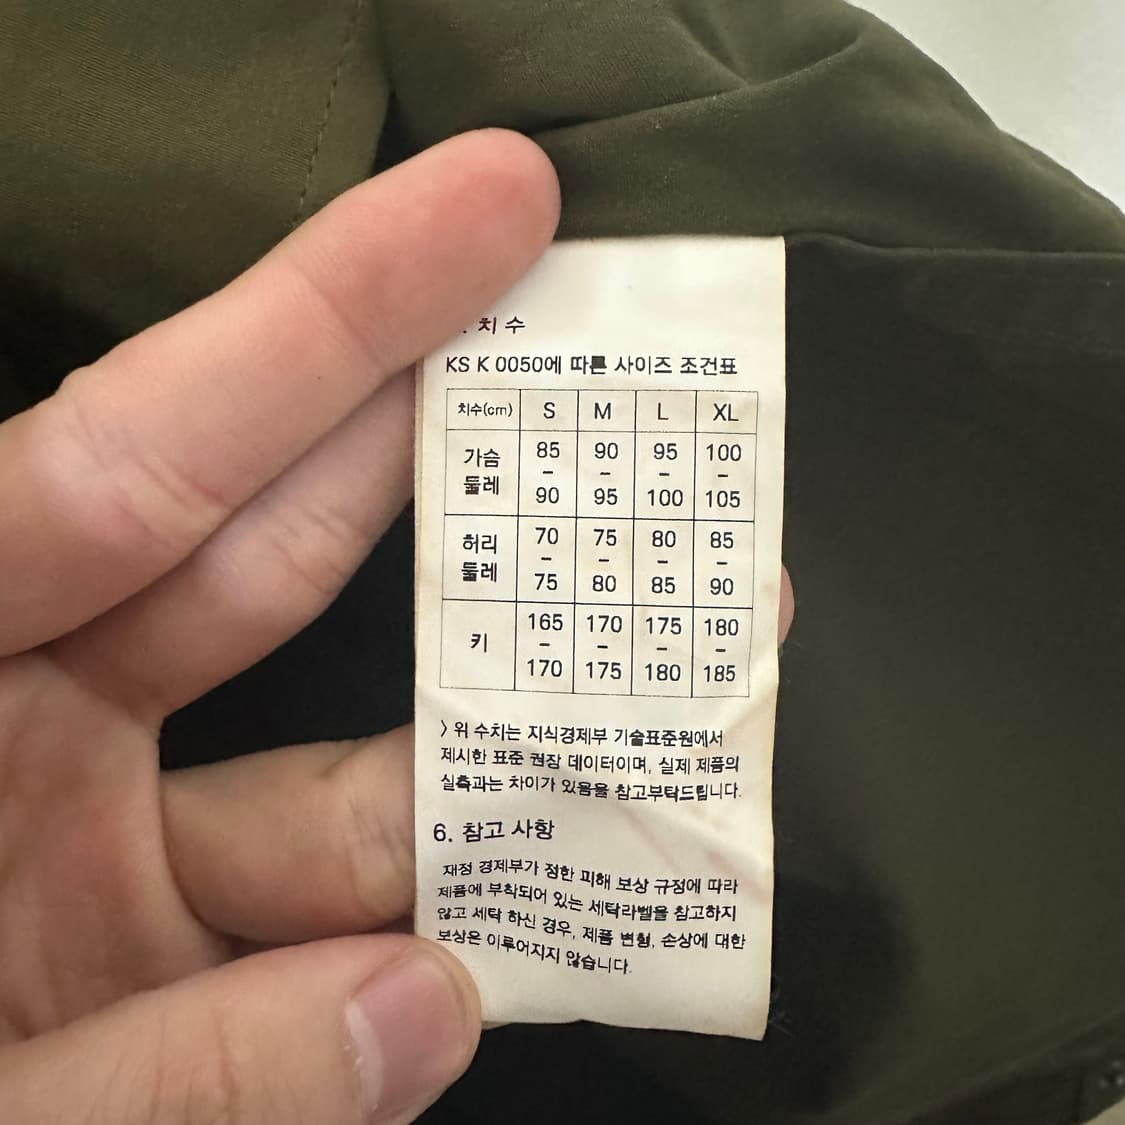 치수
KS K 0050에 따른 사이즈 조건표
치수(cm) S M L XL
가슴둘레 85 - 90 90 - 95 95 - 100 100 - 105
허리둘레 70 - 75 75 - 80 80 - 85 85 - 90
키 165 - 170 170 - 175 175 - 180 180 - 185
> 위 수치는 지식경제부 기술표준원에서
제시한 표준 권장 데이터이며, 실제 제품의
실측과는 차이가 있음을 참고부탁드립니다.
6. 참고 사항
재정 경제부가 정한 피해 보상 규정에 따라
제품에 부착되어 있는 세탁라벨을 참고하지
않고 세탁 하신 경우, 제품 변형, 손상에 대한
보상은 이루어지지 않습니다.